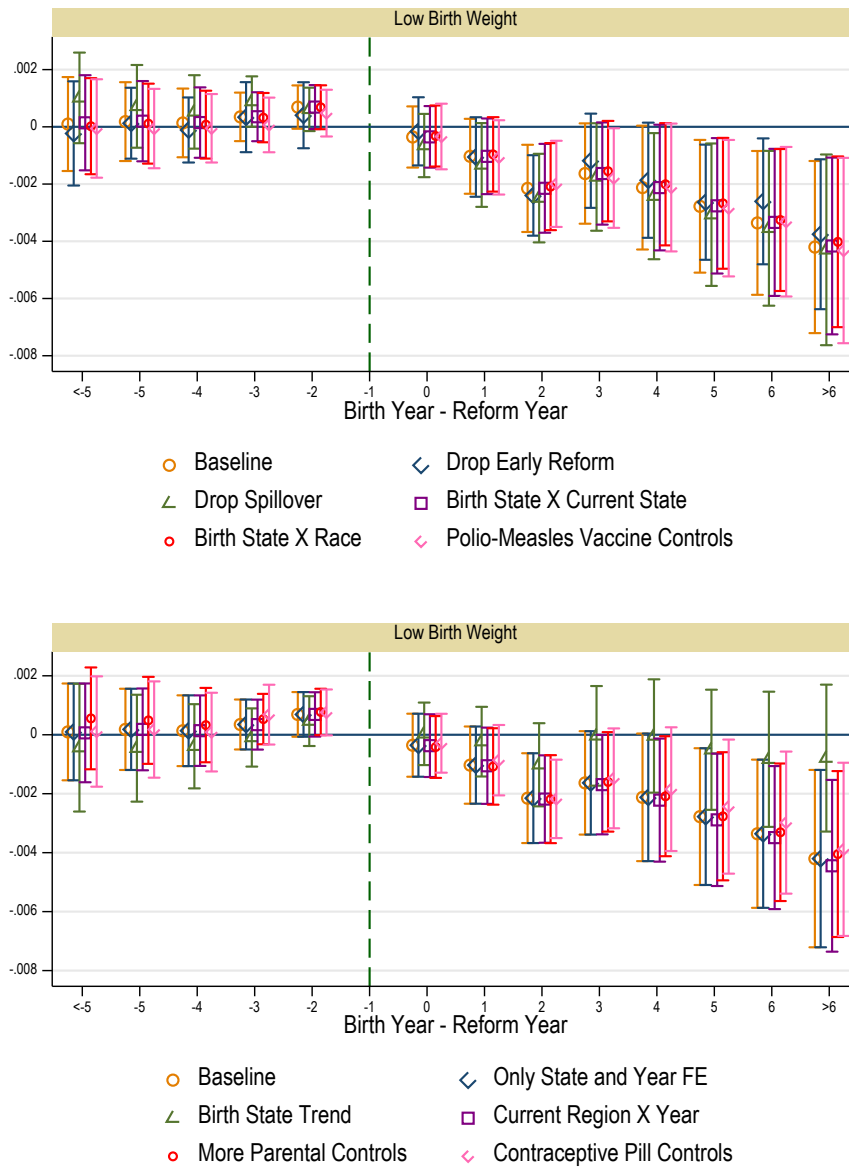 Low Birth Weight
.002
0
-.002
-.004
-.006
-.008
<-5 -5 -4 -3 -2 -1 0 1 2 3 4 5 6 >6
Birth Year - Reform Year
Baseline Drop Early Reform
Drop Spillover Birth State X Current State
Birth State X Race Polio-Measles Vaccine Controls
Low Birth Weight
.002
0
-.002
-.004
-.006
-.008
<-5 -5 -4 -3 -2 -1 0 1 2 3 4 5 6 >6
Birth Year - Reform Year
Baseline Only State and Year FE
Birth State Trend Current Region X Year
More Parental Controls Contraceptive Pill Controls